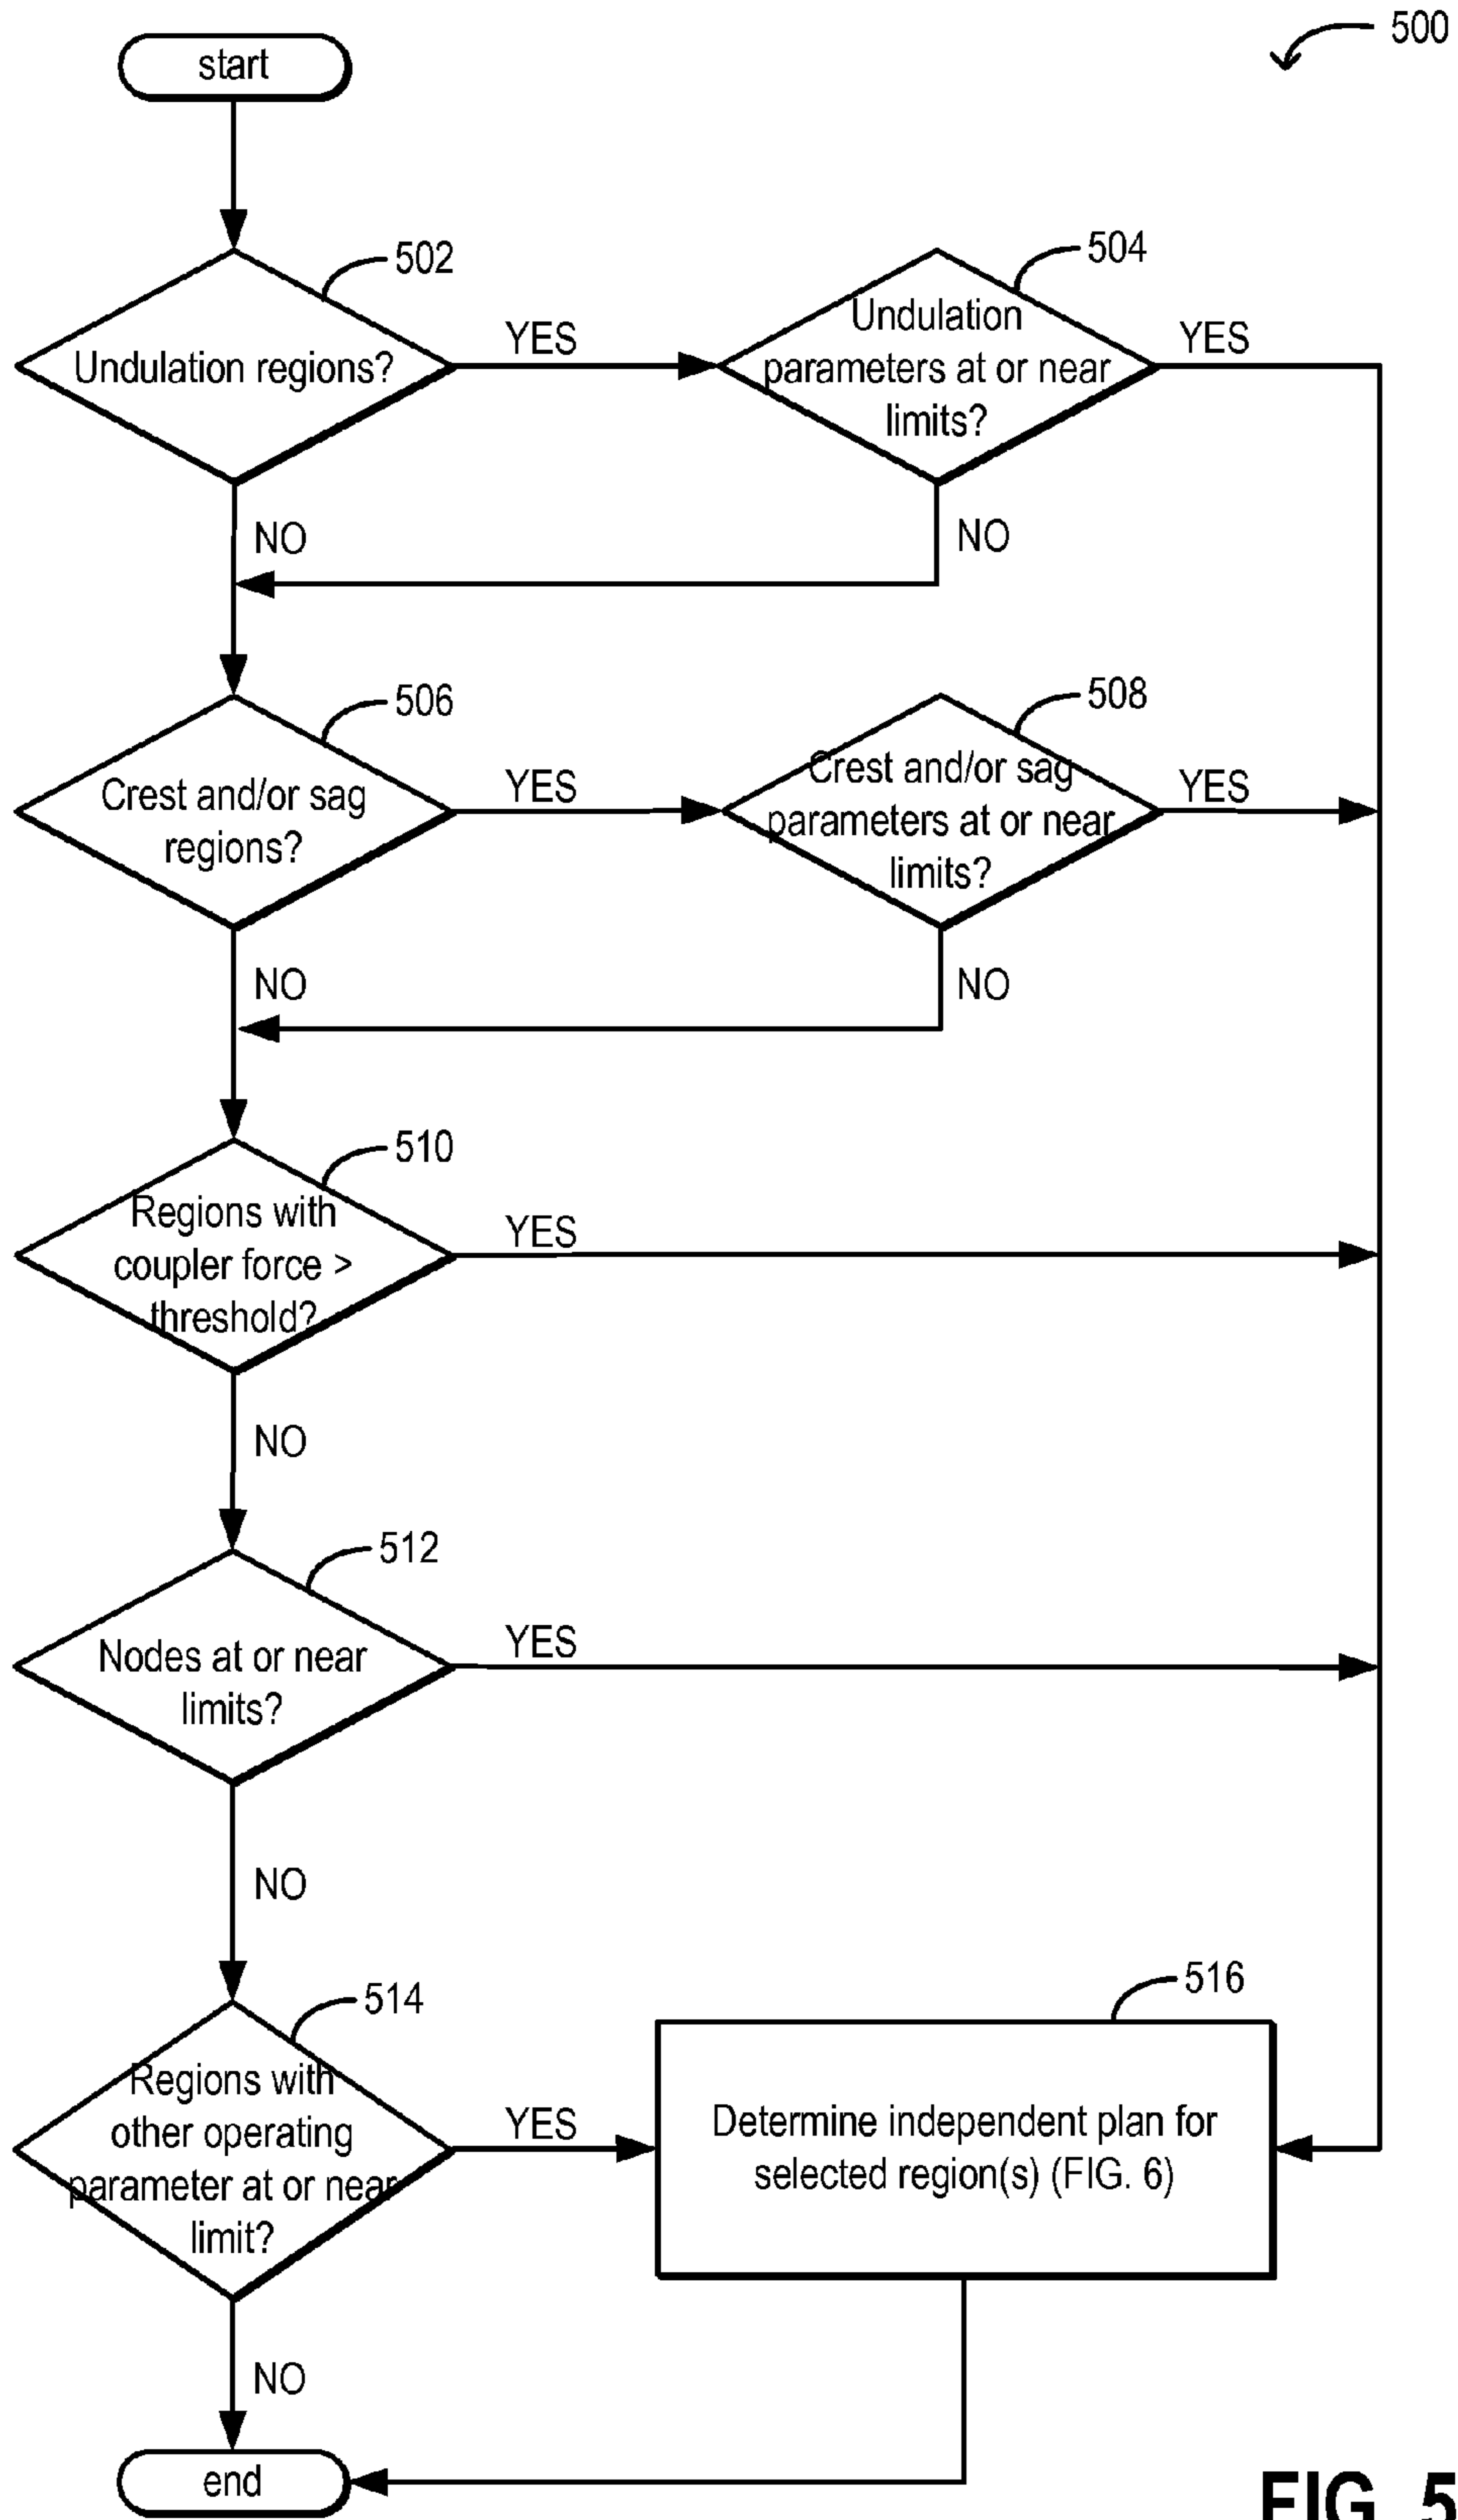 start
500
502
504
Undulation regions?
YES
Undulation
parameters at or near
limits?
YES
NO
NO
506
508
Crest and/or sag
regions?
YES
Crest and/or sag
parameters at or near
limits?
YES
NO
NO
510
Regions with
coupler force >
threshold?
YES
NO
512
Nodes at or near
limits?
YES
NO
514
516
Regions with
other operating
parameter at or near
limit?
YES
Determine independent plan for
selected region(s) (FIG. 6)
NO
end
FIG. 5